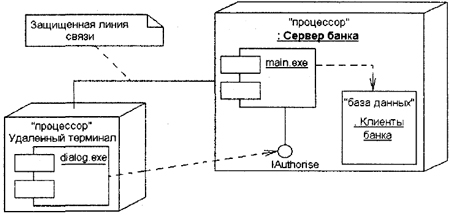 Защищенная линия
связи
"процессор"
: Сервер банка
main.exe
"база данных"
: Клиенты
банка
IAuthorise
"процессор"
Удаленный терминал
dialog.exe